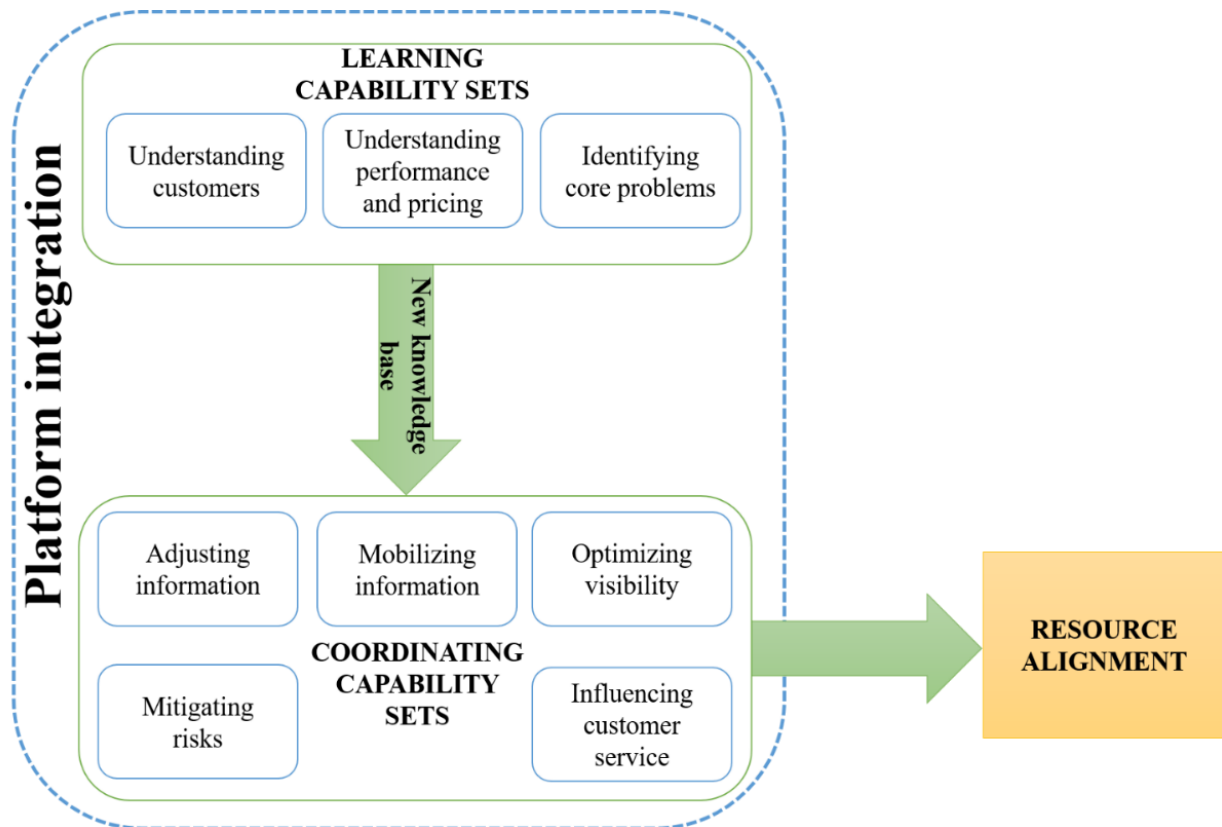 Platform integration
LEARNING
CAPABILITY SETS
Understanding
customers
Understanding
performance
and pricing
Identifying
core problems
New knowledge
base
Adjusting
information
Mobilizing
information
Optimizing
visibility
COORDINATING
CAPABILITY
SETS
Mitigating
risks
Influencing
customer
service
RESOURCE
ALIGNMENT